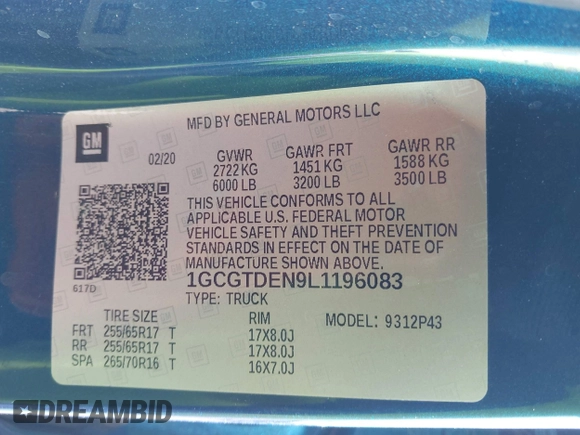 GM
MFD BY GENERAL MOTORS LLC
02/20 GVWR GAWR FRT GAWR RR
2722 KG 1451 KG 1588 KG
6000 LB 3200 LB 3500 LB
THIS VEHICLE CONFORMS TO ALL
APPLICABLE U.S. FEDERAL MOTOR
VEHICLE SAFETY AND THEFT PREVENTION
STANDARDS IN EFFECT ON THE DATE OF
MANUFACTURE SHOWN ABOVE.
617D
1GCGTDEN9L1196083
TYPE: TRUCK
TIRE SIZE RIM MODEL: 9312P43
FRT 255/65R17 T 17X8.0J
RR 255/65R17 T 17X8.0J
SPA 265/70R16 T 16X7.0J
DREAMBID